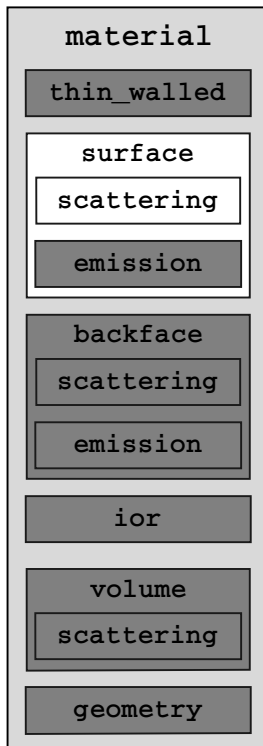 material
thin_walled
surface
scattering
emission
backface
scattering
emission
ior
volume
scattering
geometry